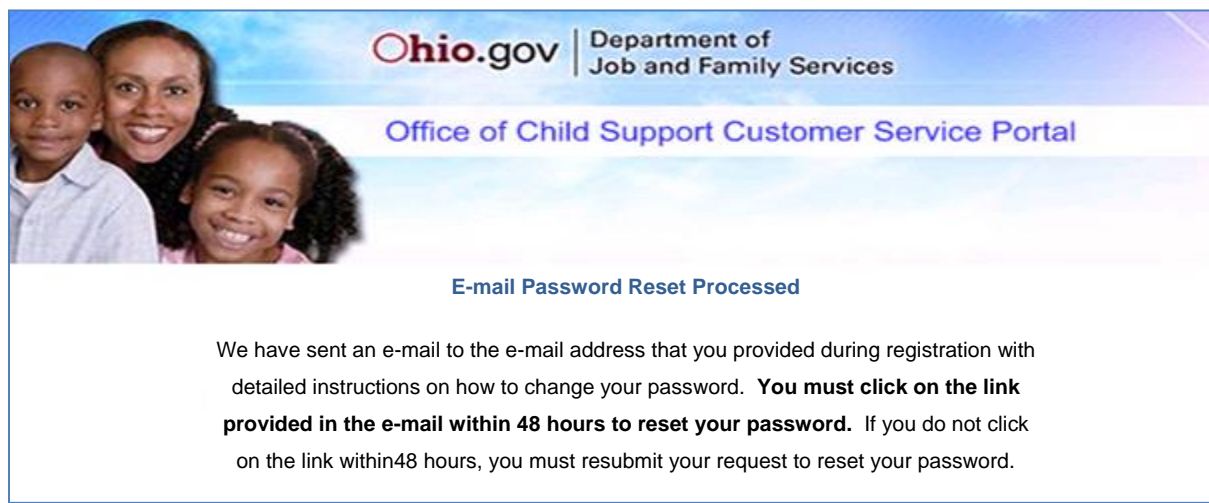 Ohio.gov Department of
Job and Family Services
Office of Child Support Customer Service Portal
E-mail Password Reset Processed
We have sent an e-mail to the e-mail address that you provided during registration with
detailed instructions on how to change your password. You must click on the link
provided in the e-mail within 48 hours to reset your password. If you do not click
on the link within48 hours, you must resubmit your request to reset your password.